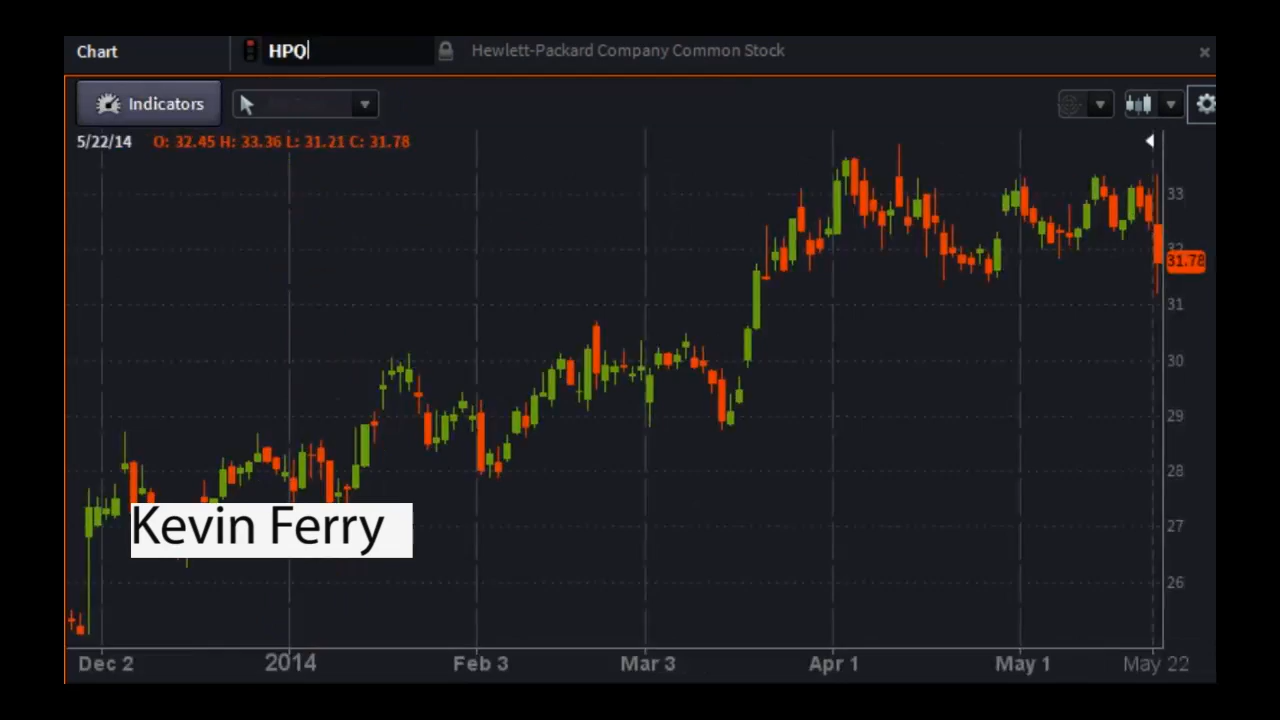 Chart
HPQ
Hewlett-Packard Company Common Stock
×
Indicators
5/22/14 O: 32.45 H: 33.36 L: 31.21 C: 31.78
33
32
31.78
31
30
29
28
27
26
Kevin Ferry
Dec 2 2014 Feb 3 Mar 3 Apr 1 May 1 May 22